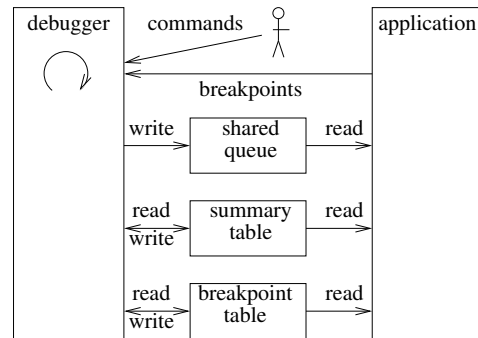 debugger
commands
application
breakpoints
write
shared
queue
read
read
write
summary
table
read
read
write
breakpoint
table
read